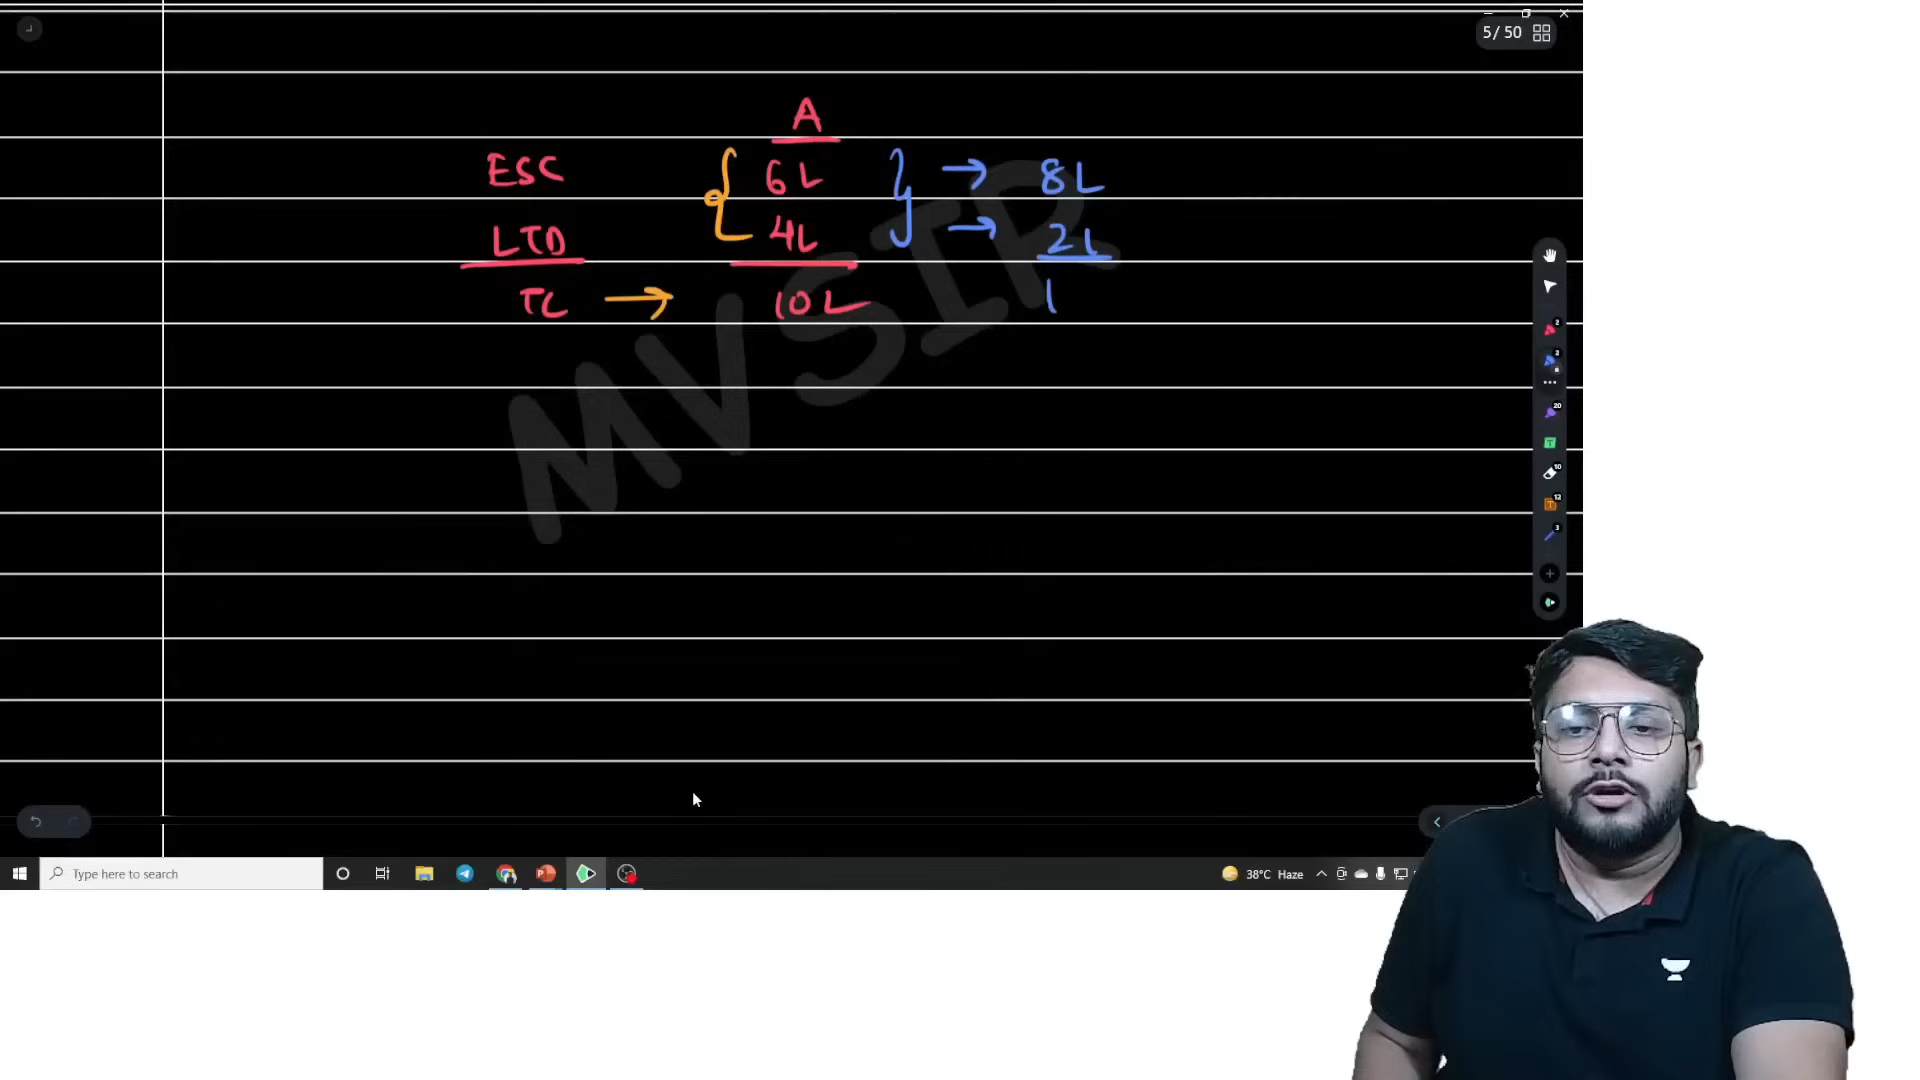 5/ 50
A
ESC { 6L } → 8L
LTD 4L → 2L
TC → 10L 1
MVSIR
Type here to search
38°C Haze